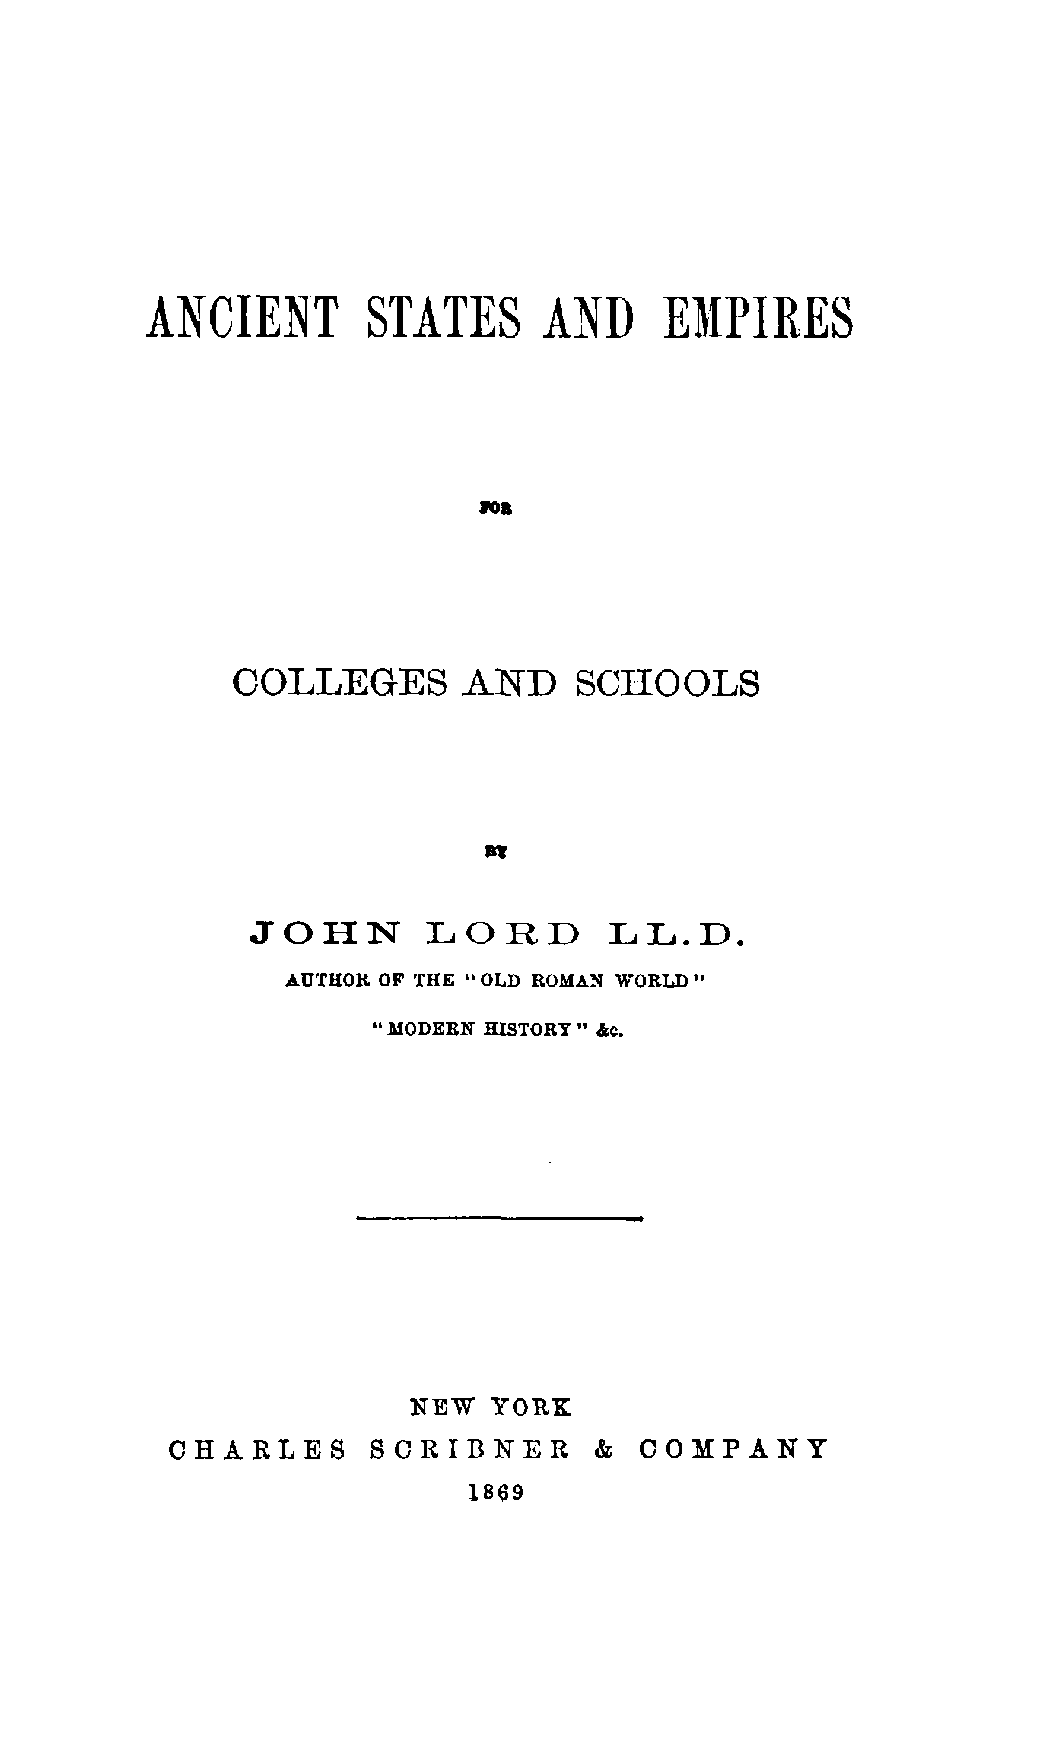 ANCIENT STATES AND EMPIRES
FOR
COLLEGES AND SCHOOLS
BY
JOHN LORD LL.D.
AUTHOR OF THE "OLD ROMAN WORLD"
"MODERN HISTORY" &c.
NEW YORK
CHARLES SCRIBNER & COMPANY
1869